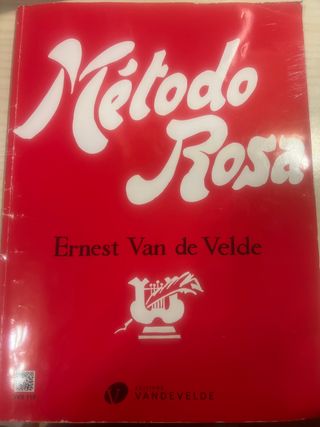 Método
Rosa
Ernest Van de Velde
VANDEVELDE